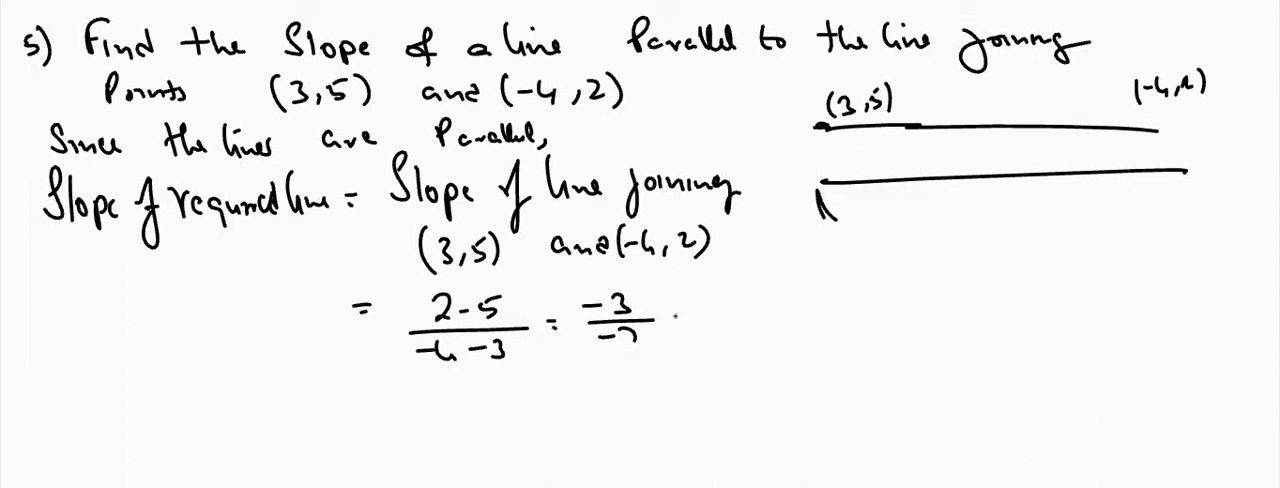 5) Find the Slope of a line Parallel to the line joining
Points (3,5) and (-4,2)
(3,5) (-4,2)
Since the lines are Parallel,
Slope of required line = Slope of line joining
(3,5) and (-4,2)
= 2-5 / -4-3 = -3 / -7